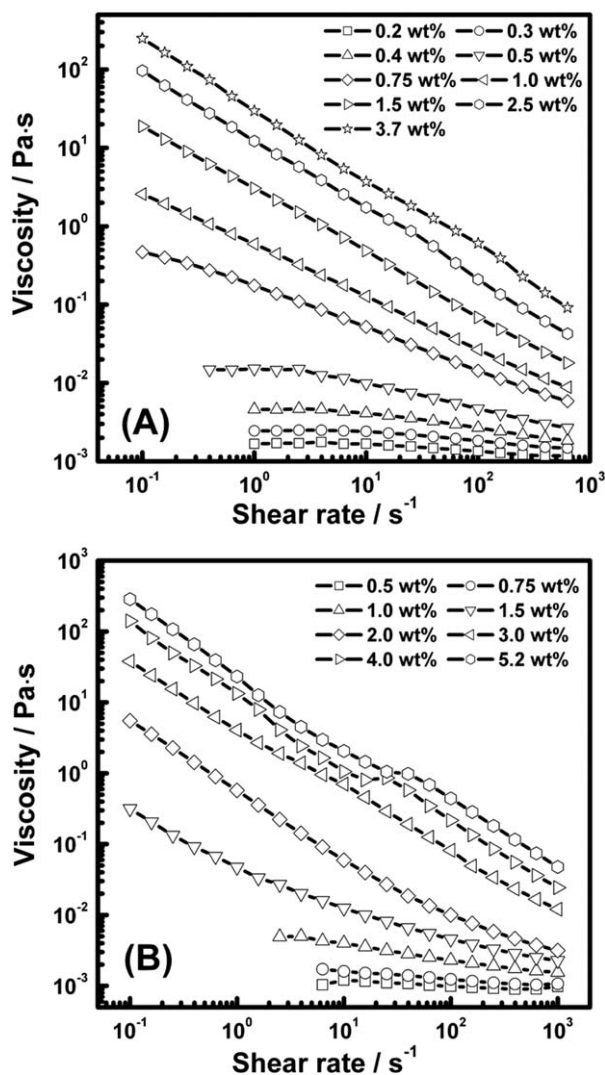 10²
10¹
10⁰
10⁻¹
10⁻²
10⁻³
Viscosity / Pa·s
0.2 wt% 0.3 wt%
0.4 wt% 0.5 wt%
0.75 wt% 1.0 wt%
1.5 wt% 2.5 wt%
3.7 wt%
(A)
10⁻¹ 10⁰ 10¹ 10² 10³
Shear rate / s⁻¹
10³
10²
10¹
10⁰
10⁻¹
10⁻²
10⁻³
Viscosity / Pa·s
0.5 wt% 0.75 wt%
1.0 wt% 1.5 wt%
2.0 wt% 3.0 wt%
4.0 wt% 5.2 wt%
(B)
10⁻¹ 10⁰ 10¹ 10² 10³
Shear rate / s⁻¹